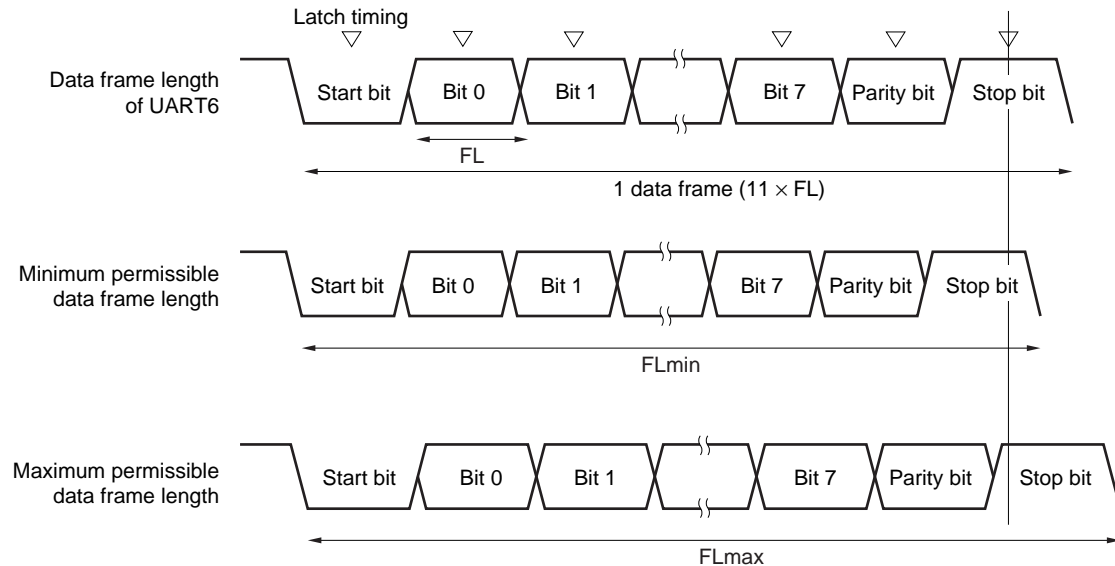 Latch timing
Data frame length
of UART6
Start bit
Bit 0
Bit 1
Bit 7
Parity bit
Stop bit
FL
1 data frame (11 × FL)
Minimum permissible
data frame length
Start bit
Bit 0
Bit 1
Bit 7
Parity bit
Stop bit
FLmin
Maximum permissible
data frame length
Start bit
Bit 0
Bit 1
Bit 7
Parity bit
Stop bit
FLmax